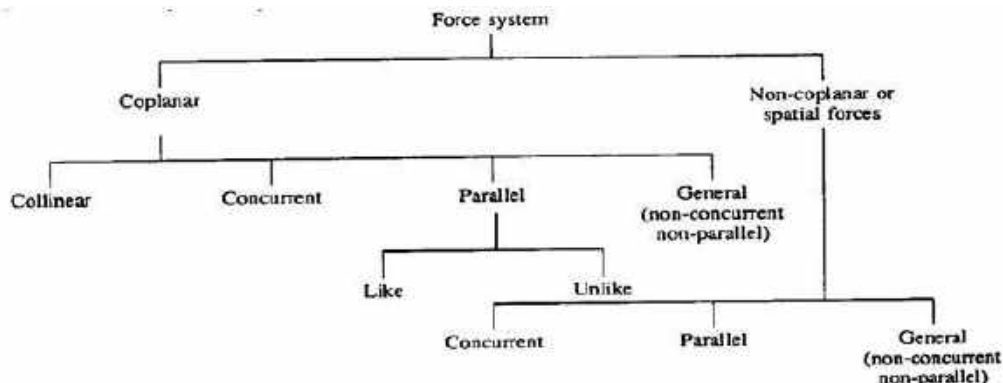 Force system
Coplanar
Non-coplanar or
spatial forces
Collinear
Concurrent
Parallel
General
(non-concurrent
non-parallel)
Like
Unlike
Concurrent
Parallel
General
(non-concurrent
non-parallel)